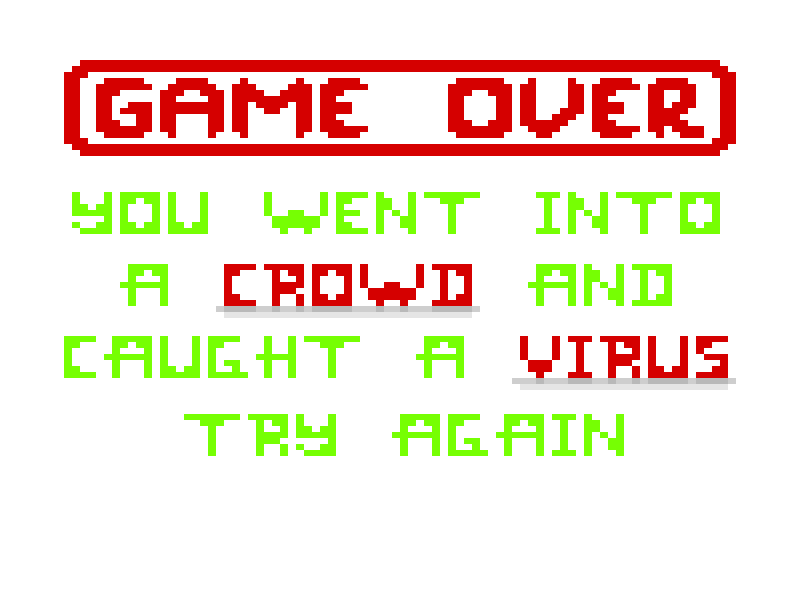 GAME OVER
YOU WENT INTO
A CROWD AND
CAUGHT A VIRUS
TRY AGAIN